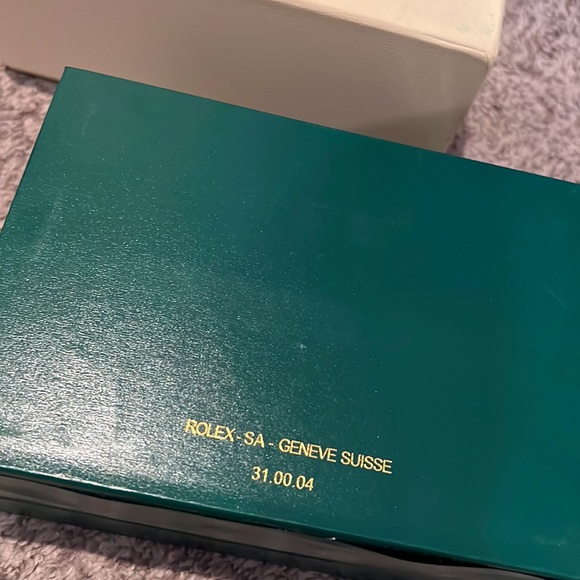 ROLEX - SA - GENEVE SUISSE
31.00.04